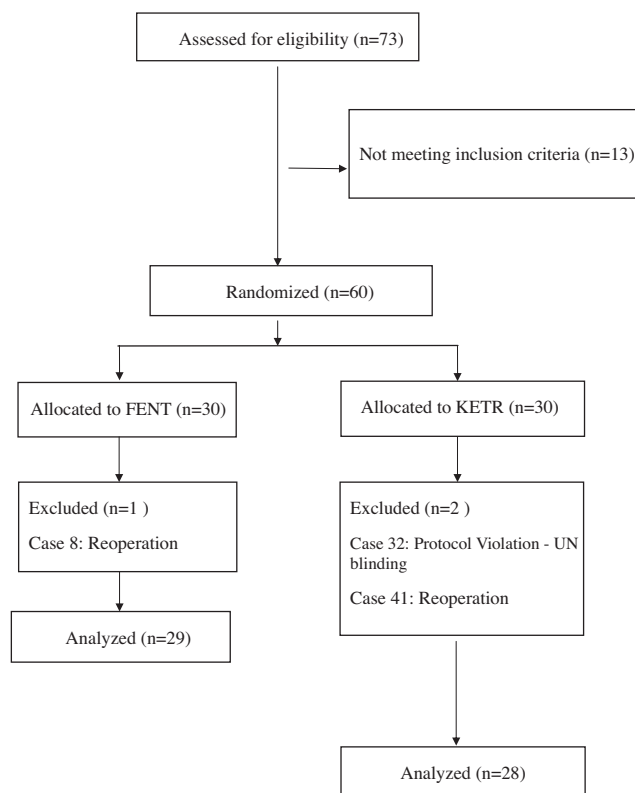 Assessed for eligibility (n=73)
Not meeting inclusion criteria (n=13)
Randomized (n=60)
Allocated to FENT (n=30)
Allocated to KETR (n=30)
Excluded (n=1 )
Case 8: Reoperation
Excluded (n=2 )
Case 32: Protocol Violation - UN
blinding
Case 41: Reoperation
Analyzed (n=29)
Analyzed (n=28)